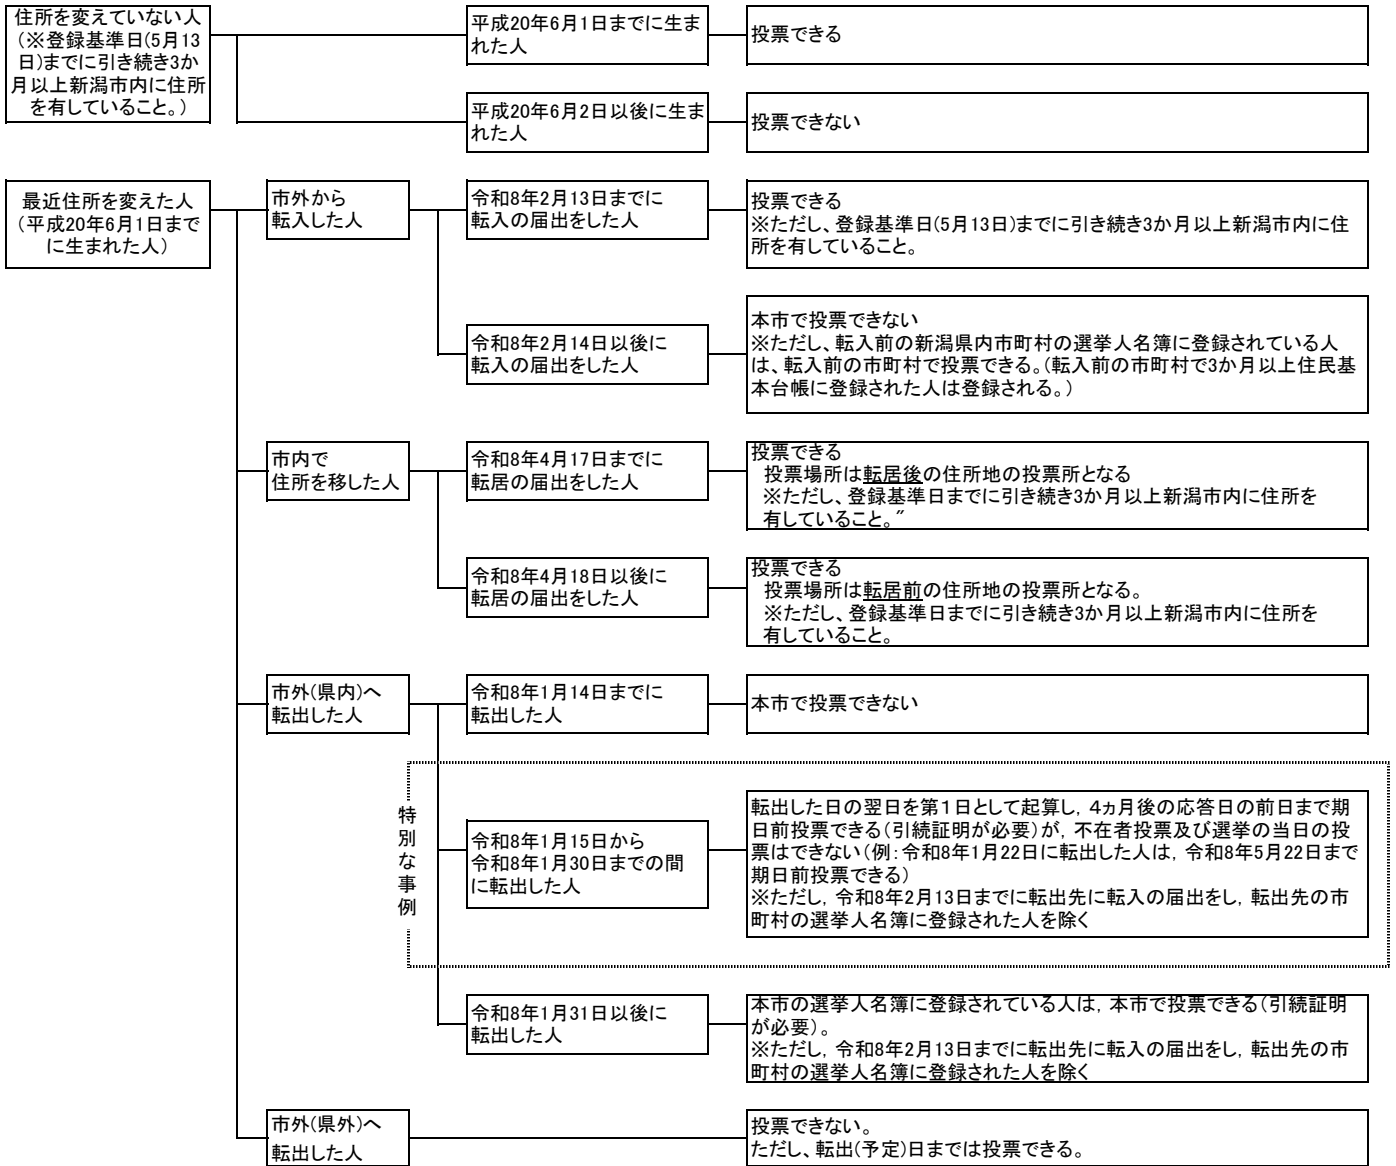 住所を変えていない人
(※登録基準日(5月13
日)までに引き続き3か
月以上新潟市内に住所
を有していること。)
平成20年6月1日までに生ま
れた人
投票できる
平成20年6月2日以後に生ま
れた人
投票できない
最近住所を変えた人
(平成20年6月1日まで
に生まれた人)
市外から
転入した人
令和8年2月13日までに
転入の届出をした人
投票できる
※ただし、登録基準日(5月13日)までに引き続き3か月以上新潟市内に住
所を有していること。
令和8年2月14日以後に
転入の届出をした人
本市で投票できない
※ただし、転入前の新潟県内市町村の選挙人名簿に登録されている人
は、転入前の市町村で投票できる。(転入前の市町村で3か月以上住民基
本台帳に登録された人は登録される。)
市内で
住所を移した人
令和8年4月17日までに
転居の届出をした人
投票できる
投票場所は転居後の住所地の投票所となる
※ただし、登録基準日までに引き続き3か月以上新潟市内に住所を
有していること。"
令和8年4月18日以後に
転居の届出をした人
投票できる
投票場所は転居前の住所地の投票所となる。
※ただし、登録基準日までに引き続き3か月以上新潟市内に住所を
有していること。
市外(県内)へ
転出した人
令和8年1月14日までに
転出した人
本市で投票できない
特別な事例
令和8年1月15日から
令和8年1月30日までの間
に転出した人
転出した日の翌日を第1日として起算し,4ヵ月後の応答日の前日まで期
日前投票できる(引続証明が必要)が,不在者投票及び選挙の当日の投
票はできない(例:令和8年1月22日に転出した人は,令和8年5月22日まで
期日前投票できる)
※ただし,令和8年2月13日までに転出先に転入の届出をし,転出先の市
町村の選挙人名簿に登録された人を除く
令和8年1月31日以後に
転出した人
本市の選挙人名簿に登録されている人は,本市で投票できる(引続証明
が必要)。
※ただし,令和8年2月13日までに転出先に転入の届出をし,転出先の市
町村の選挙人名簿に登録された人を除く
市外(県外)へ
転出した人
投票できない。
ただし、転出(予定)日までは投票できる。